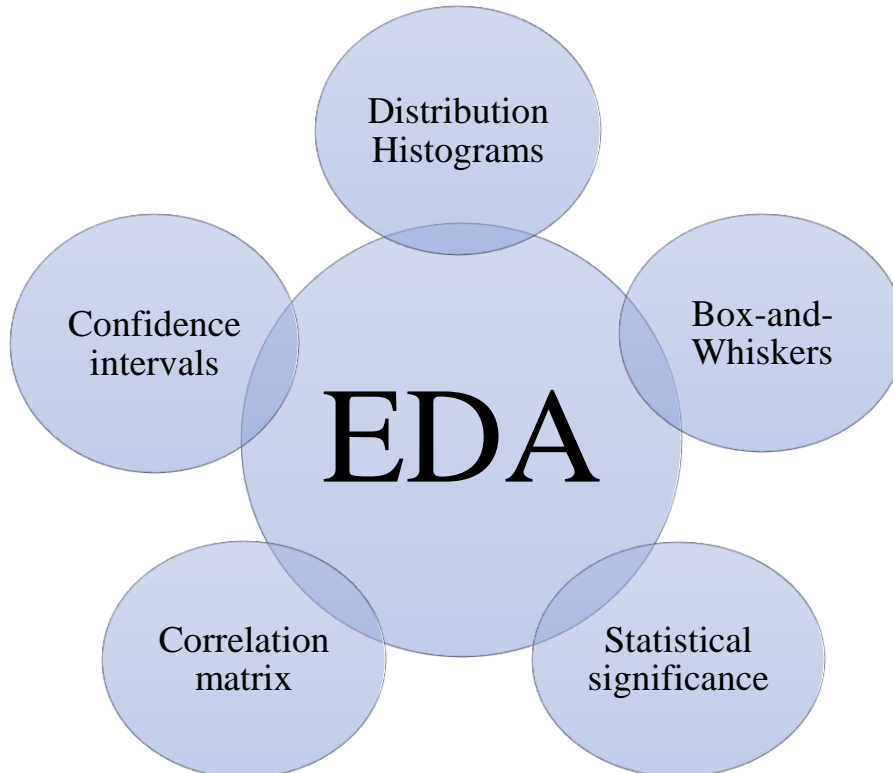 Distribution
Histograms
Box-and-
Whiskers
Confidence
intervals
EDA
Correlation
matrix
Statistical
significance